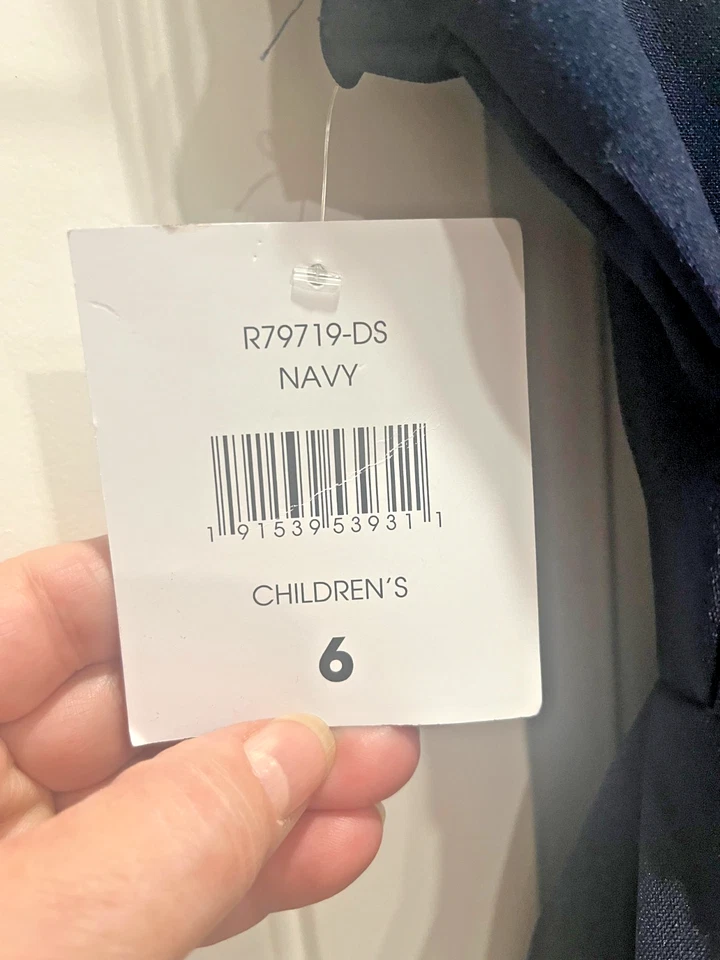 R79719-DS
NAVY
1 91539 53931 1
CHILDREN'S
6